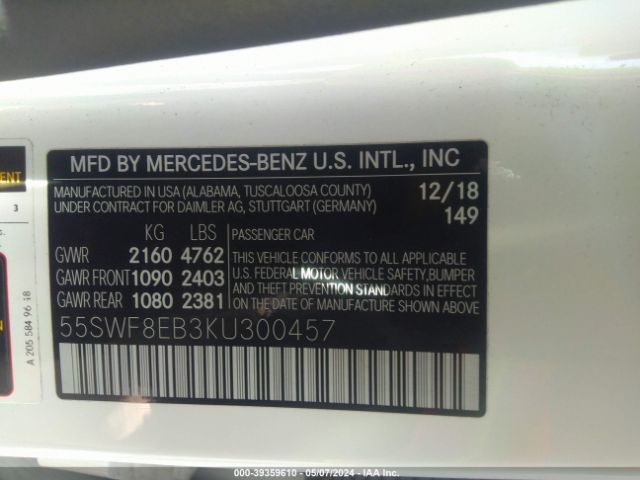 MFD BY MERCEDES-BENZ U.S. INTL., INC
MANUFACTURED IN USA (ALABAMA, TUSCALOOSA COUNTY)
UNDER CONTRACT FOR DAIMLER AG, STUTTGART (GERMANY)
12/18
149
KG LBS
GVWR 2160 4762
GAWR FRONT 1090 2403
GAWR REAR 1080 2381
PASSENGER CAR
THIS VEHICLE CONFORMS TO ALL APPLICABLE
U.S. FEDERAL MOTOR VEHICLE SAFETY, BUMPER
AND THEFT PREVENTION STANDARDS IN EFFECT
ON THE DATE OF MANUFACTURE SHOWN ABOVE.
55SWF8EB3KU300457
ENT
3
A 205 584 96 18
000-39359610 - 05/07/2024 - IAA Inc.